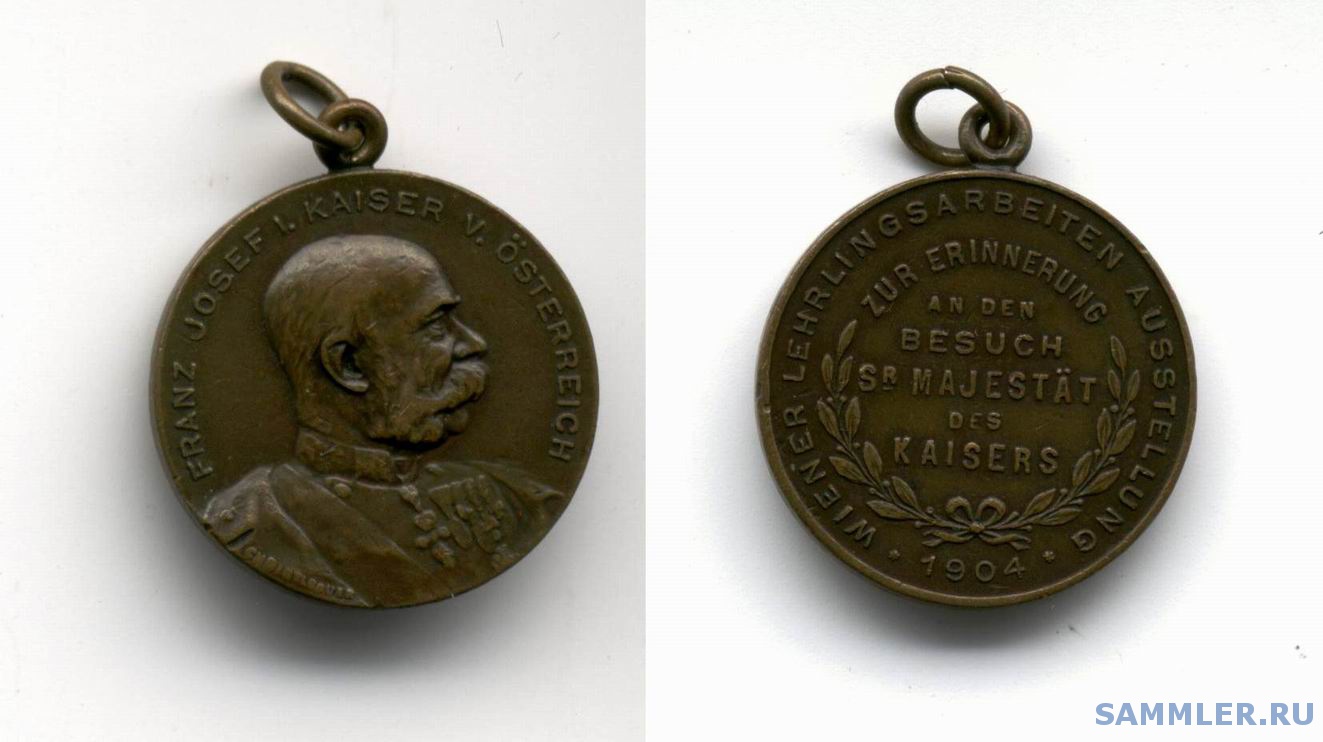 FRANZ JOSEF I. KAISER V. ÖSTERREICH
WIENER LEHRLINGSARBEITEN AUSSTELLUNG
ZUR ERINNERUNG
AN DEN
BESUCH
SR MAJESTÄT
DES
KAISERS
* 1904 *
SAMMLER.RU